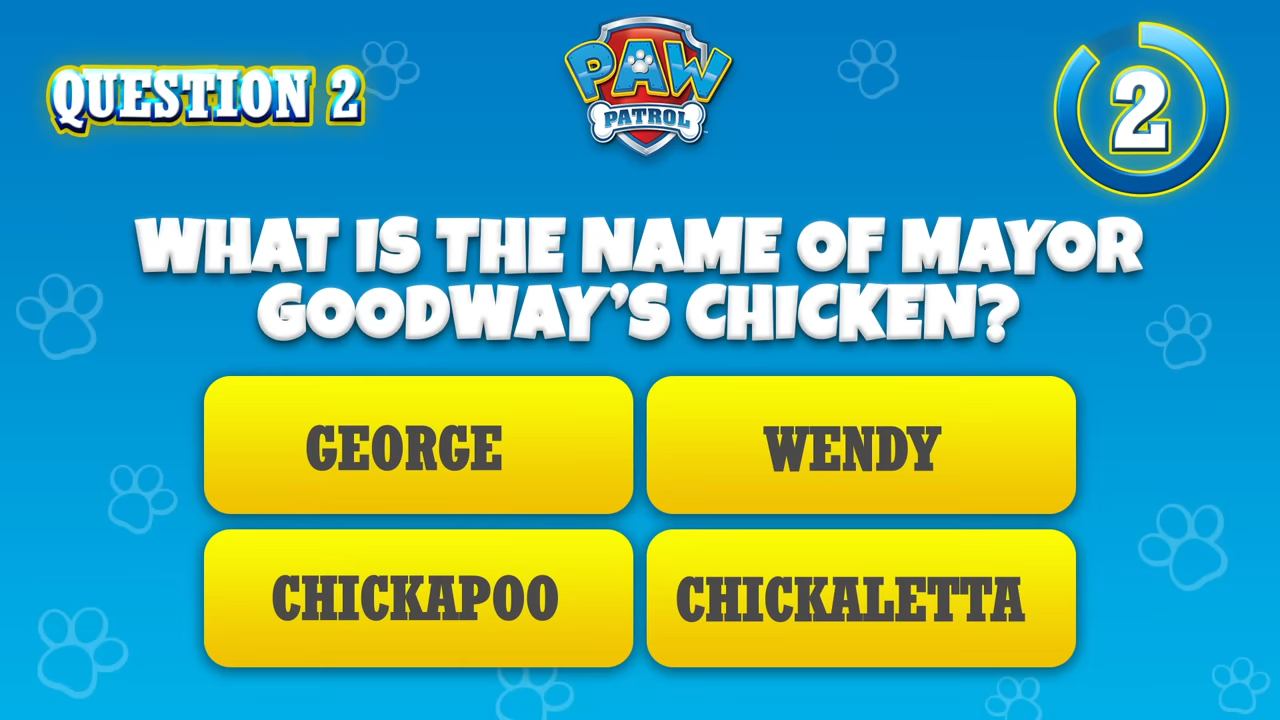 QUESTION 2
PAW
PATROL
2
WHAT IS THE NAME OF MAYOR
GOODWAY’S CHICKEN?
GEORGE
WENDY
CHICKAPOO
CHICKALETTA